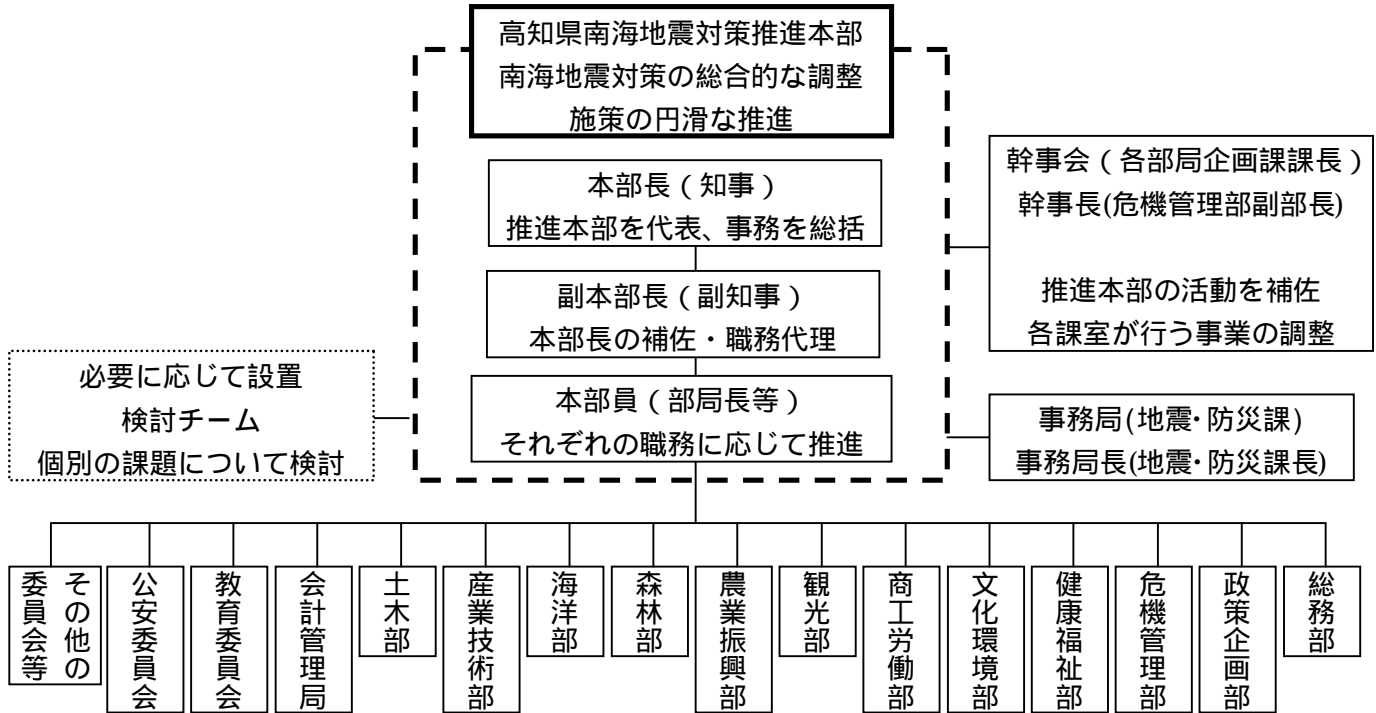 高知県南海地震対策推進本部
南海地震対策の総合的な調整
施策の円滑な推進
本部長（知事）
推進本部を代表、事務を総括
副本部長（副知事）
本部長の補佐・職務代理
本部員（部局長等）
それぞれの職務に応じて推進
幹事会（各部局企画課課長）
幹事長(危機管理部副部長)
推進本部の活動を補佐
各課室が行う事業の調整
事務局(地震・防災課)
事務局長(地震・防災課長)
必要に応じて設置
検討チーム
個別の課題について検討
総務部
政策企画部
危機管理部
健康福祉部
文化環境部
商工労働部
観光部
農業振興部
森林部
海洋部
産業技術部
土木部
会計管理局
教育委員会
公安委員会
その他の
委員会等